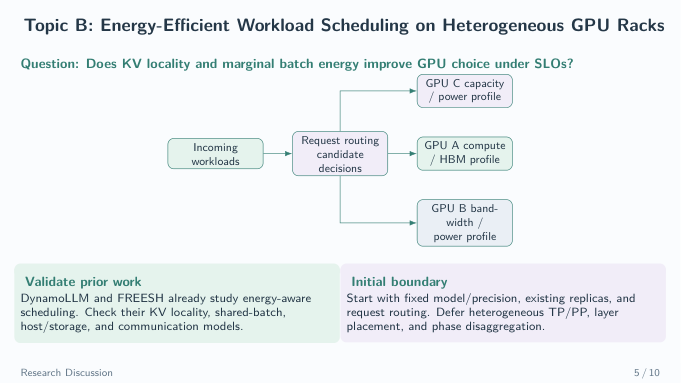 Topic B: Energy-Efficient Workload Scheduling on Heterogeneous GPU Racks
Question: Does KV locality and marginal batch energy improve GPU choice under SLOs?
GPU C capacity
/ power profile
Incoming
workloads
Request routing
candidate
decisions
GPU A compute
/ HBM profile
GPU B band-
width /
power profile
Validate prior work
DynamoLLM and FREESH already study energy-aware
scheduling. Check their KV locality, shared-batch,
host/storage, and communication models.
Initial boundary
Start with fixed model/precision, existing replicas, and
request routing. Defer heterogeneous TP/PP, layer
placement, and phase disaggregation.
Research Discussion
5 / 10